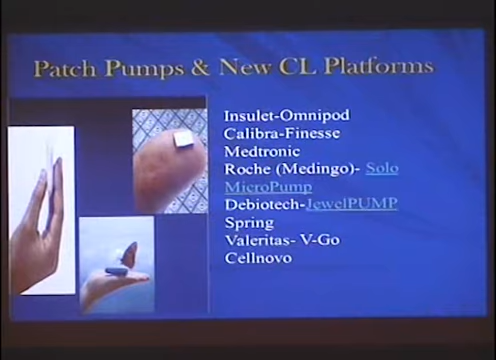 Patch Pumps & New CL Platforms
Insulet-Omnipod
Calibra-Finesse
Medtronic
Roche (Medingo)- Solo
MicroPump
Debiotech-JewelPUMP
Spring
Valeritas- V-Go
Cellnovo